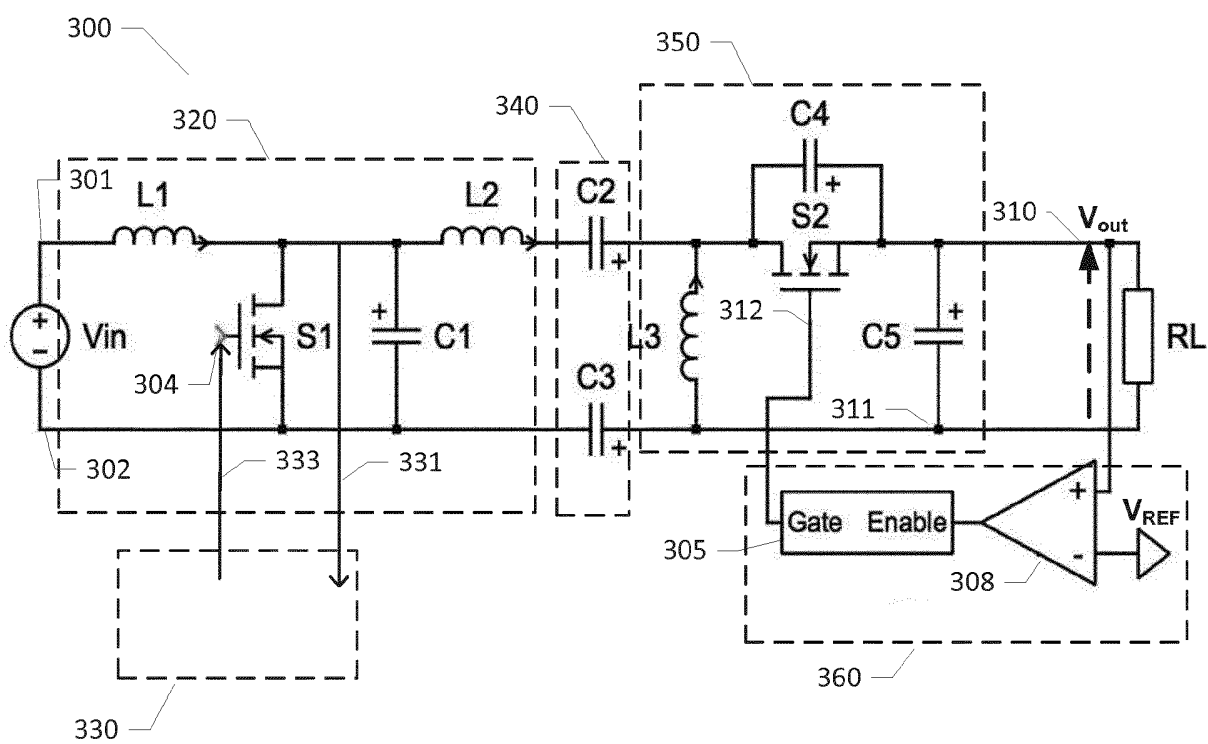 300
350
320
340
C4
301
L1
L2
C2
S2
310
Vout
+
+
+
-
Vin
S1
+
C1
312
L3
C5
+
RL
304
C3
311
302
333
331
+
Gate
Enable
+
-
VREF
305
308
360
330